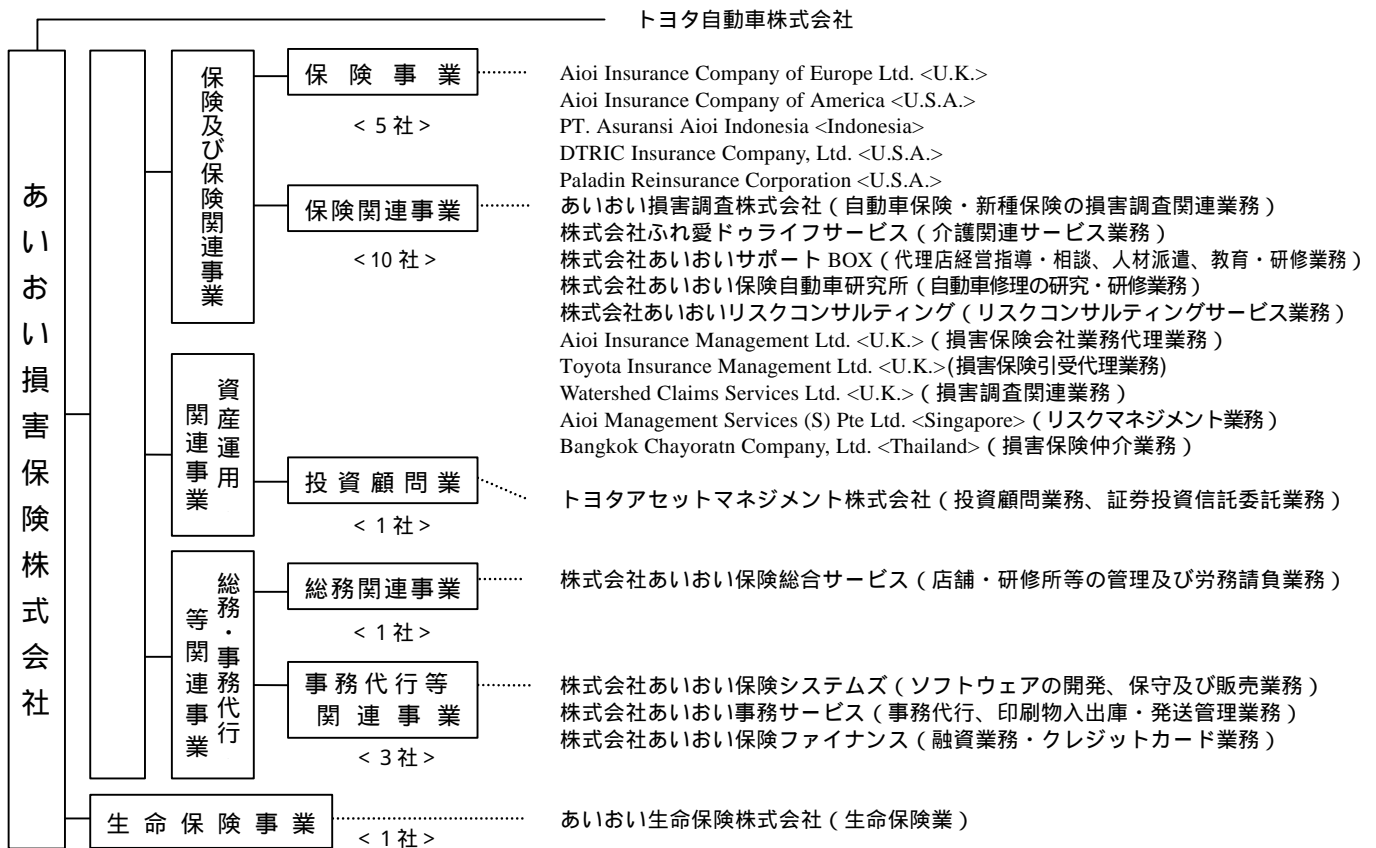 トヨタ自動車株式会社
あいおい損害保険株式会社
保険及び保険関連事業
保険事業
< 5 社 >
Aioi Insurance Company of Europe Ltd. <U.K.>
Aioi Insurance Company of America <U.S.A.>
PT. Asuransi Aioi Indonesia <Indonesia>
DTRIC Insurance Company, Ltd. <U.S.A.>
Paladin Reinsurance Corporation <U.S.A.>
保険関連事業
<10 社 >
あいおい損害調査株式会社 ( 自動車保険・新種保険の損害調査関連業務 )
株式会社ふれ愛ドゥライフサービス ( 介護関連サービス業務 )
株式会社あいおいサポート BOX ( 代理店経営指導・相談、人材派遣、教育・研修業務 )
株式会社あいおい保険自動車研究所 ( 自動車修理の研究・研修業務 )
株式会社あいおいリスクコンサルティング ( リスクコンサルティングサービス業務 )
Aioi Insurance Management Ltd. <U.K.> ( 損害保険会社業務代理業務 )
Toyota Insurance Management Ltd. <U.K.>(損害保険引受代理業務)
Watershed Claims Services Ltd. <U.K.> ( 損害調査関連業務 )
Aioi Management Services (S) Pte Ltd. <Singapore> ( リスクマネジメント業務 )
Bangkok Chayoratn Company, Ltd. <Thailand> ( 損害保険仲介業務 )
資産運用
関連事業
投資顧問業
< 1 社 >
トヨタアセットマネジメント株式会社 ( 投資顧問業務、証券投資信託委託業務 )
総務・事務代行
等関連事業
総務関連事業
< 1 社 >
株式会社あいおい保険総合サービス ( 店舗・研修所等の管理及び労務請負業務 )
事務代行等
関連事業
< 3 社 >
株式会社あいおい保険システムズ ( ソフトウェアの開発、保守及び販売業務 )
株式会社あいおい事務サービス ( 事務代行、印刷物入出庫・発送管理業務 )
株式会社あいおい保険ファイナンス ( 融資業務・クレジットカード業務 )
生命保険事業
< 1 社 >
あいおい生命保険株式会社 ( 生命保険業 )